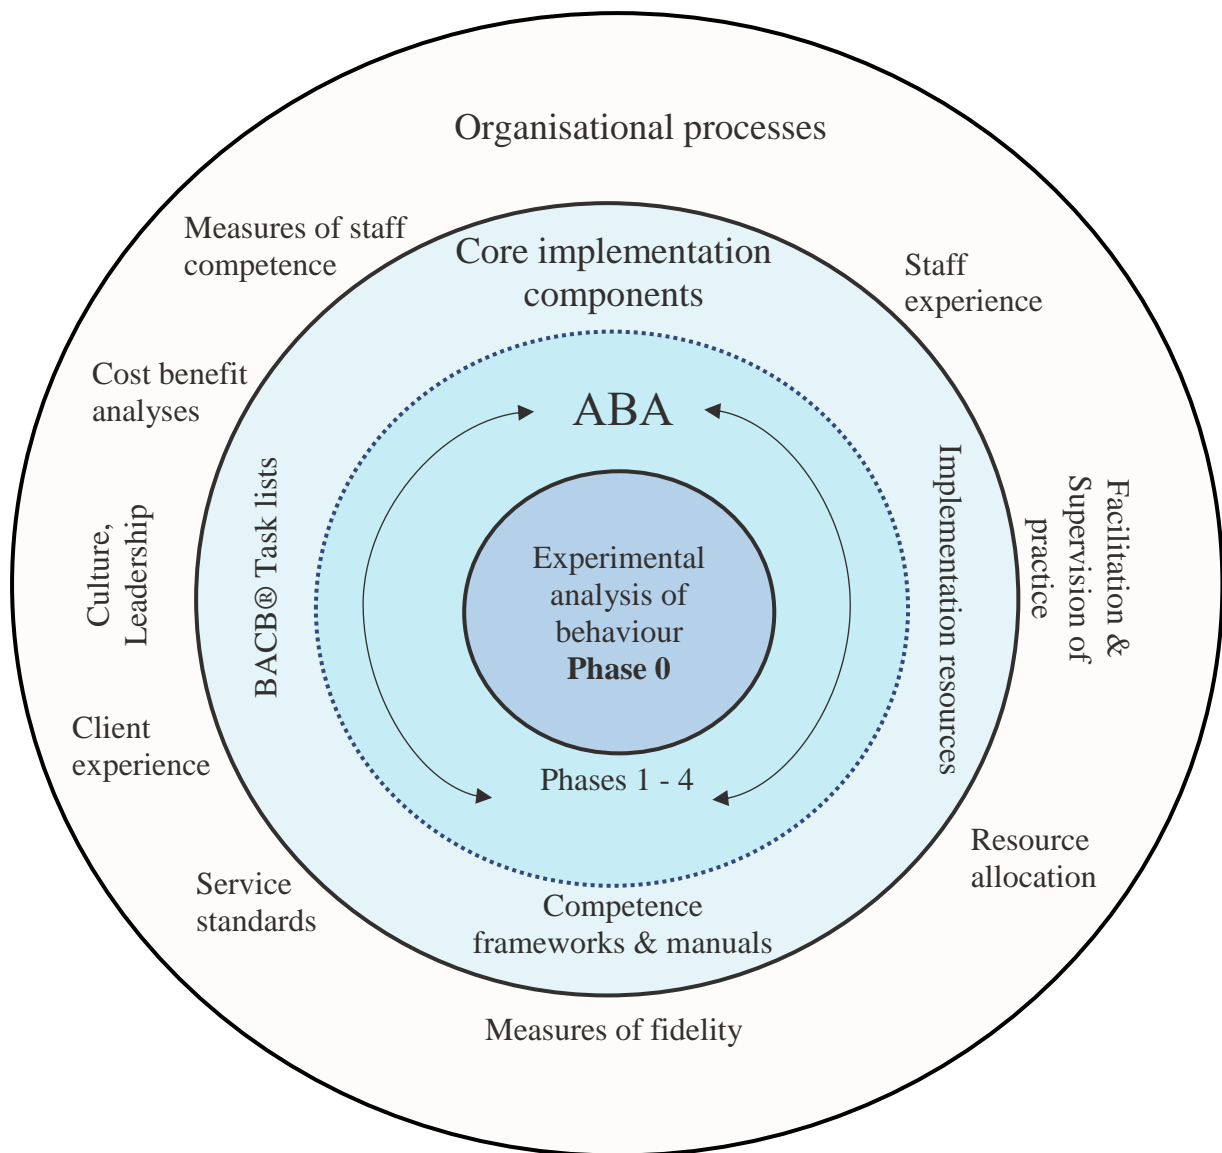 Organisational processes
Measures of staff
competence
Core implementation
components
Staff
experience
Cost benefit
analyses
ABA
BACB® Task lists
Implementation resources
Culture,
Leadership
Facilitation &
Supervision of
practice
Experimental
analysis of
behaviour
Phase 0
Client
experience
Phases 1 - 4
Resource
allocation
Service
standards
Competence
frameworks & manuals
Measures of fidelity